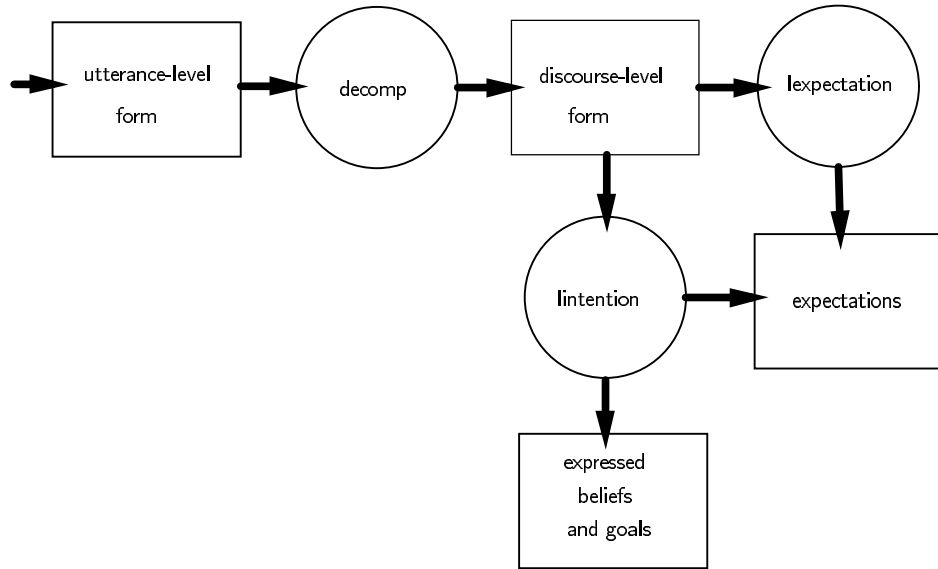 utterance-level
form
decomp
discourse-level
form
lexpectation
lintention
expectations
expressed
beliefs
and goals